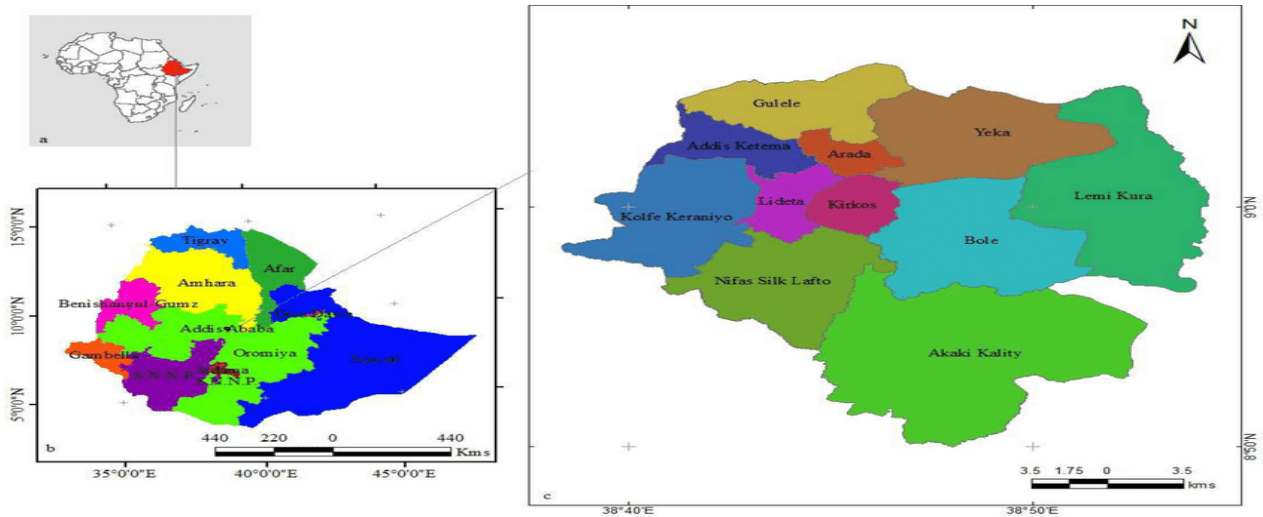 a
15°0'0"N
10°0'0"N
5°0'0"N
Tigray
Afar
Amhara
Benishangul-Gumz
Addis Ababa
Gambella
Oromiya
Somali
S.N.N.P
Sidama
S.N.N.P.
b
440 220 0 440
Kms
35°0'0"E
40°0'0"E
45°0'0"E
N
Gulele
Yeka
Addis Ketema
Arada
Lemi Kura
Lideta
Kirkos
Kolfe Keraniyo
Bole
Nifas Silk Lafto
Akaki Kality
9°0'N
8°50'N
3.5 1.75 0 3.5
kms
c
38°40'E
38°50'E